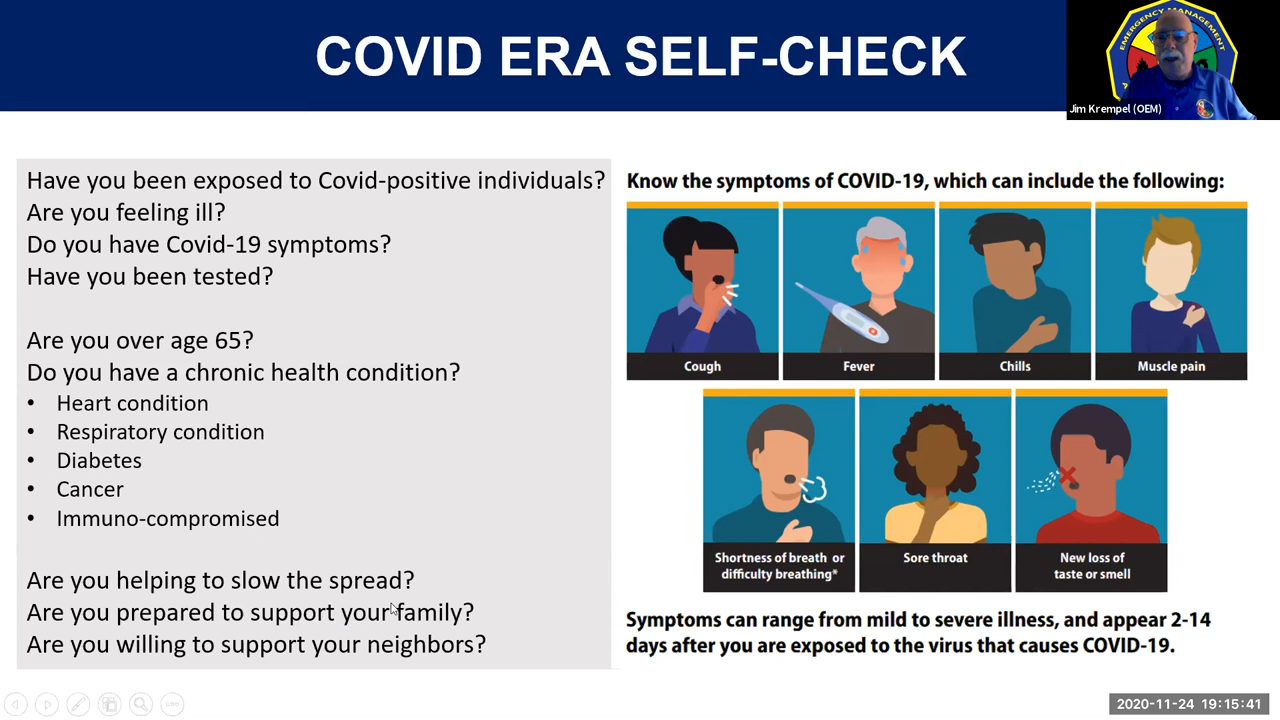 COVID ERA SELF-CHECK
EMERGENCY MANAGEMENT
Jim Krempel (OEM)
Have you been exposed to Covid-positive individuals?
Are you feeling ill?
Do you have Covid-19 symptoms?
Have you been tested?
Are you over age 65?
Do you have a chronic health condition?
• Heart condition
• Respiratory condition
• Diabetes
• Cancer
• Immuno-compromised
Are you helping to slow the spread?
Are you prepared to support your family?
Are you willing to support your neighbors?
Know the symptoms of COVID-19, which can include the following:
Cough
Fever
Chills
Muscle pain
Shortness of breath or
difficulty breathing*
Sore throat
New loss of
taste or smell
Symptoms can range from mild to severe illness, and appear 2-14
days after you are exposed to the virus that causes COVID-19.
2020-11-24 19:15:41